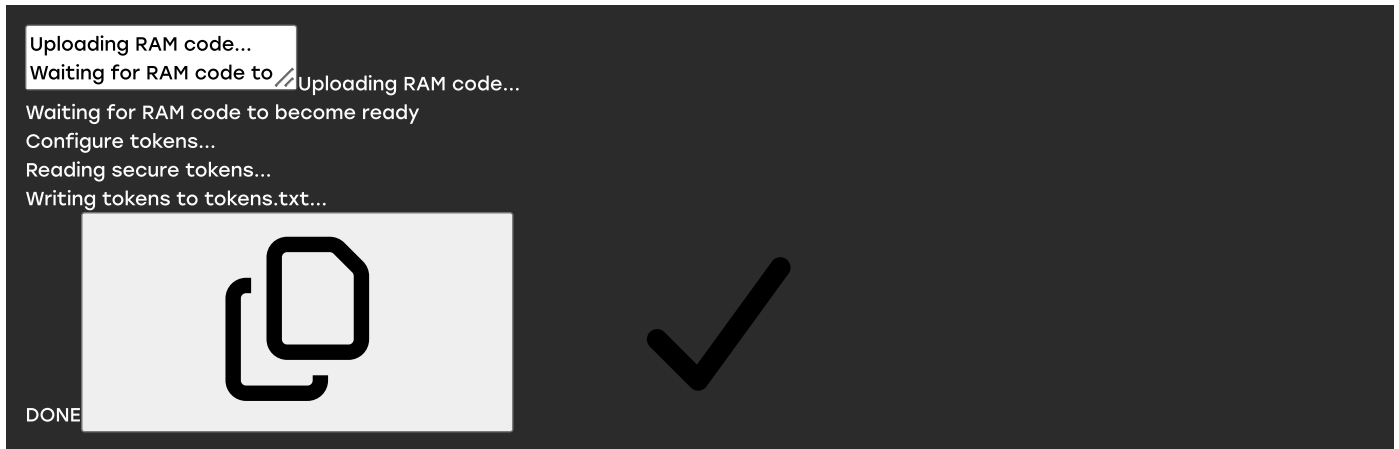 Uploading RAM code...
Waiting for RAM code to
Uploading RAM code...
Waiting for RAM code to become ready
Configure tokens...
Reading secure tokens...
Writing tokens to tokens.txt...
DONE